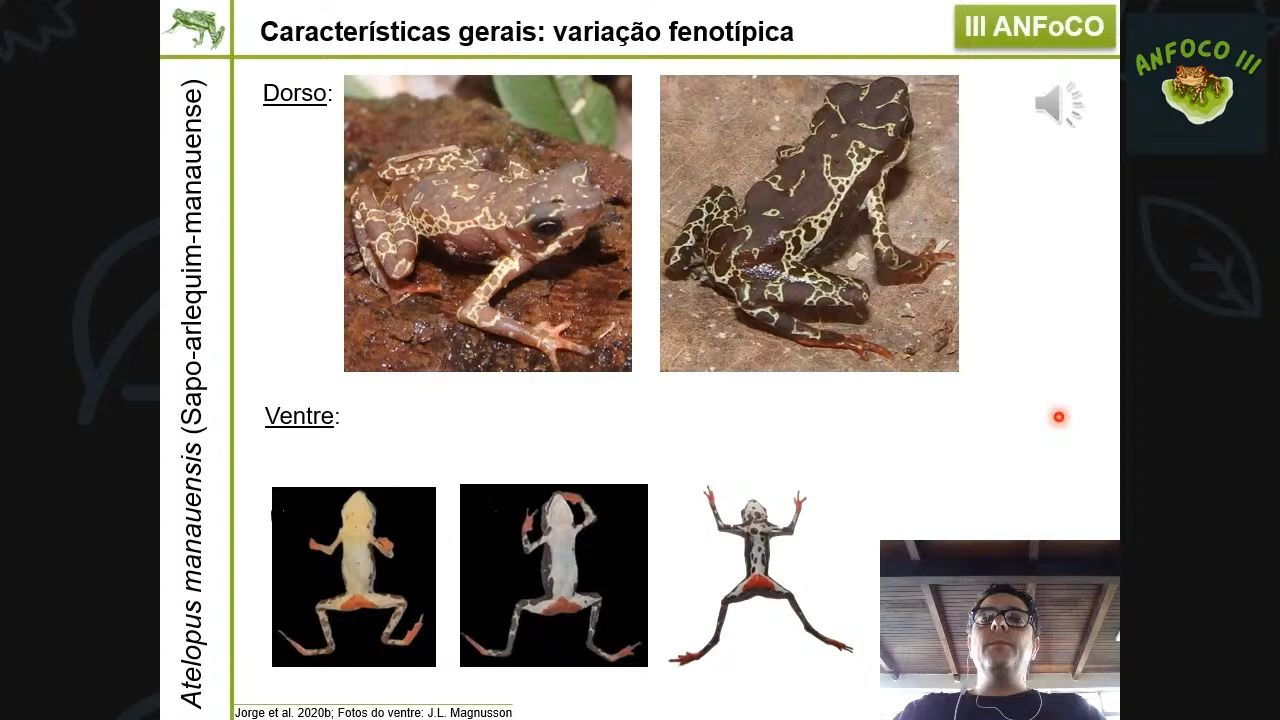 Características gerais: variação fenotípica
III ANFoCO
ANFOCO III
Atelopus manauensis (Sapo-arlequim-manauense)
Dorso:
Ventre:
Jorge et al. 2020b; Fotos do ventre: J.L. Magnusson